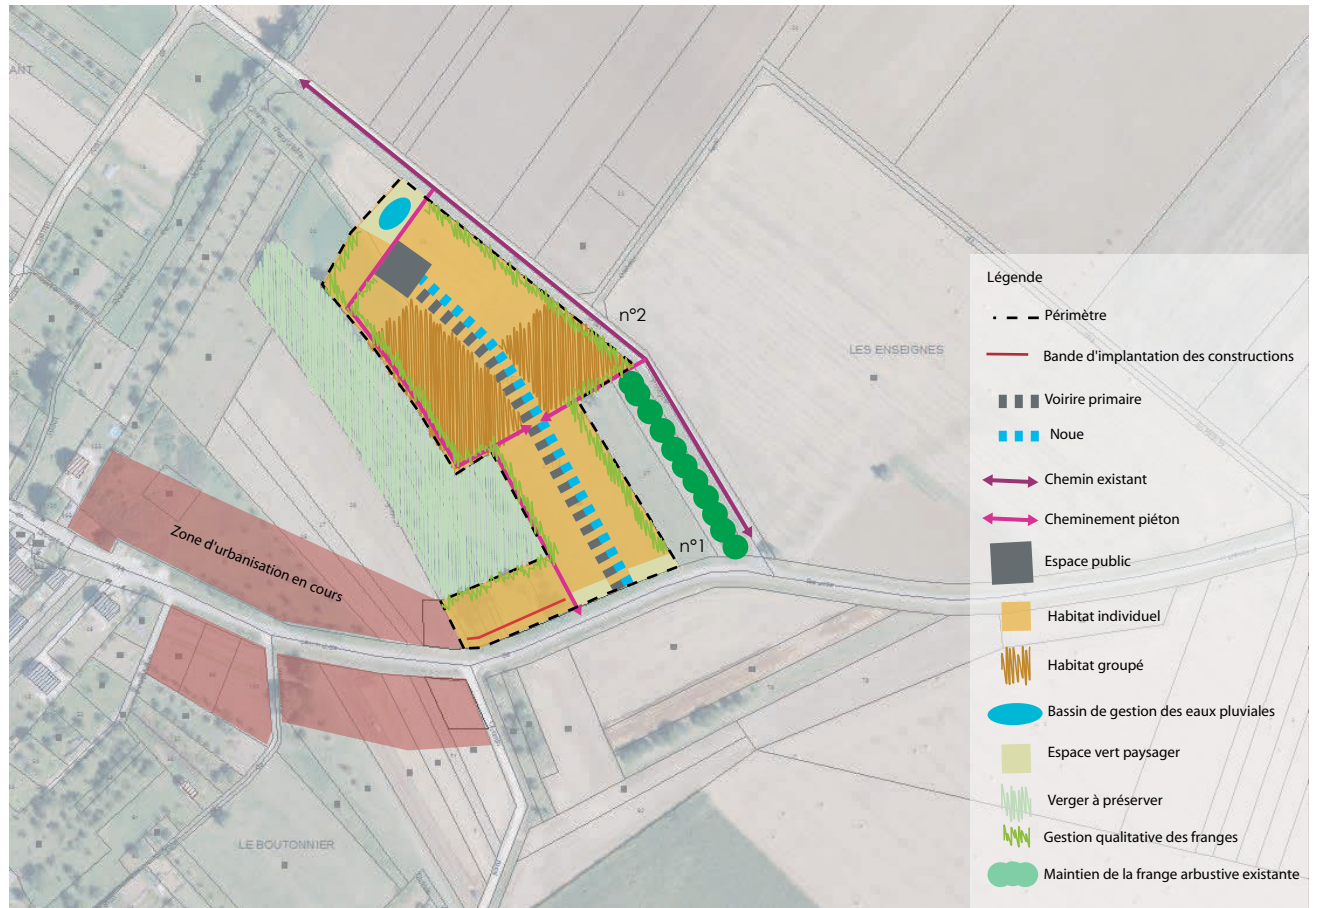 ANT
n°2
LES ENSEIGNES
n°1
Zone d'urbanisation en cours
LE BOUTONNIER
Légende
Périmètre
Bande d'implantation des constructions
Voirire primaire
Noue
Chemin existant
Cheminement piéton
Espace public
Habitat individuel
Habitat groupé
Bassin de gestion des eaux pluviales
Espace vert paysager
Verger à préserver
Gestion qualitative des franges
Maintien de la frange arbustive existante